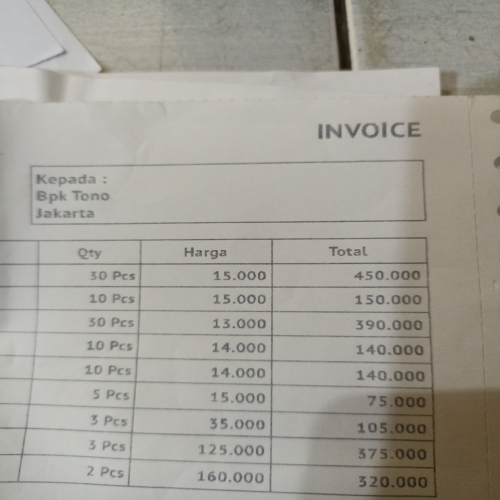 INVOICE
Kepada :
Bpk Tono
Jakarta
Qty Harga Total
30 Pcs 15.000 450.000
10 Pcs 15.000 150.000
30 Pcs 13.000 390.000
10 Pcs 14.000 140.000
10 Pcs 14.000 140.000
5 Pcs 15.000 75.000
3 Pcs 35.000 105.000
3 Pcs 125.000 375.000
2 Pcs 160.000 320.000